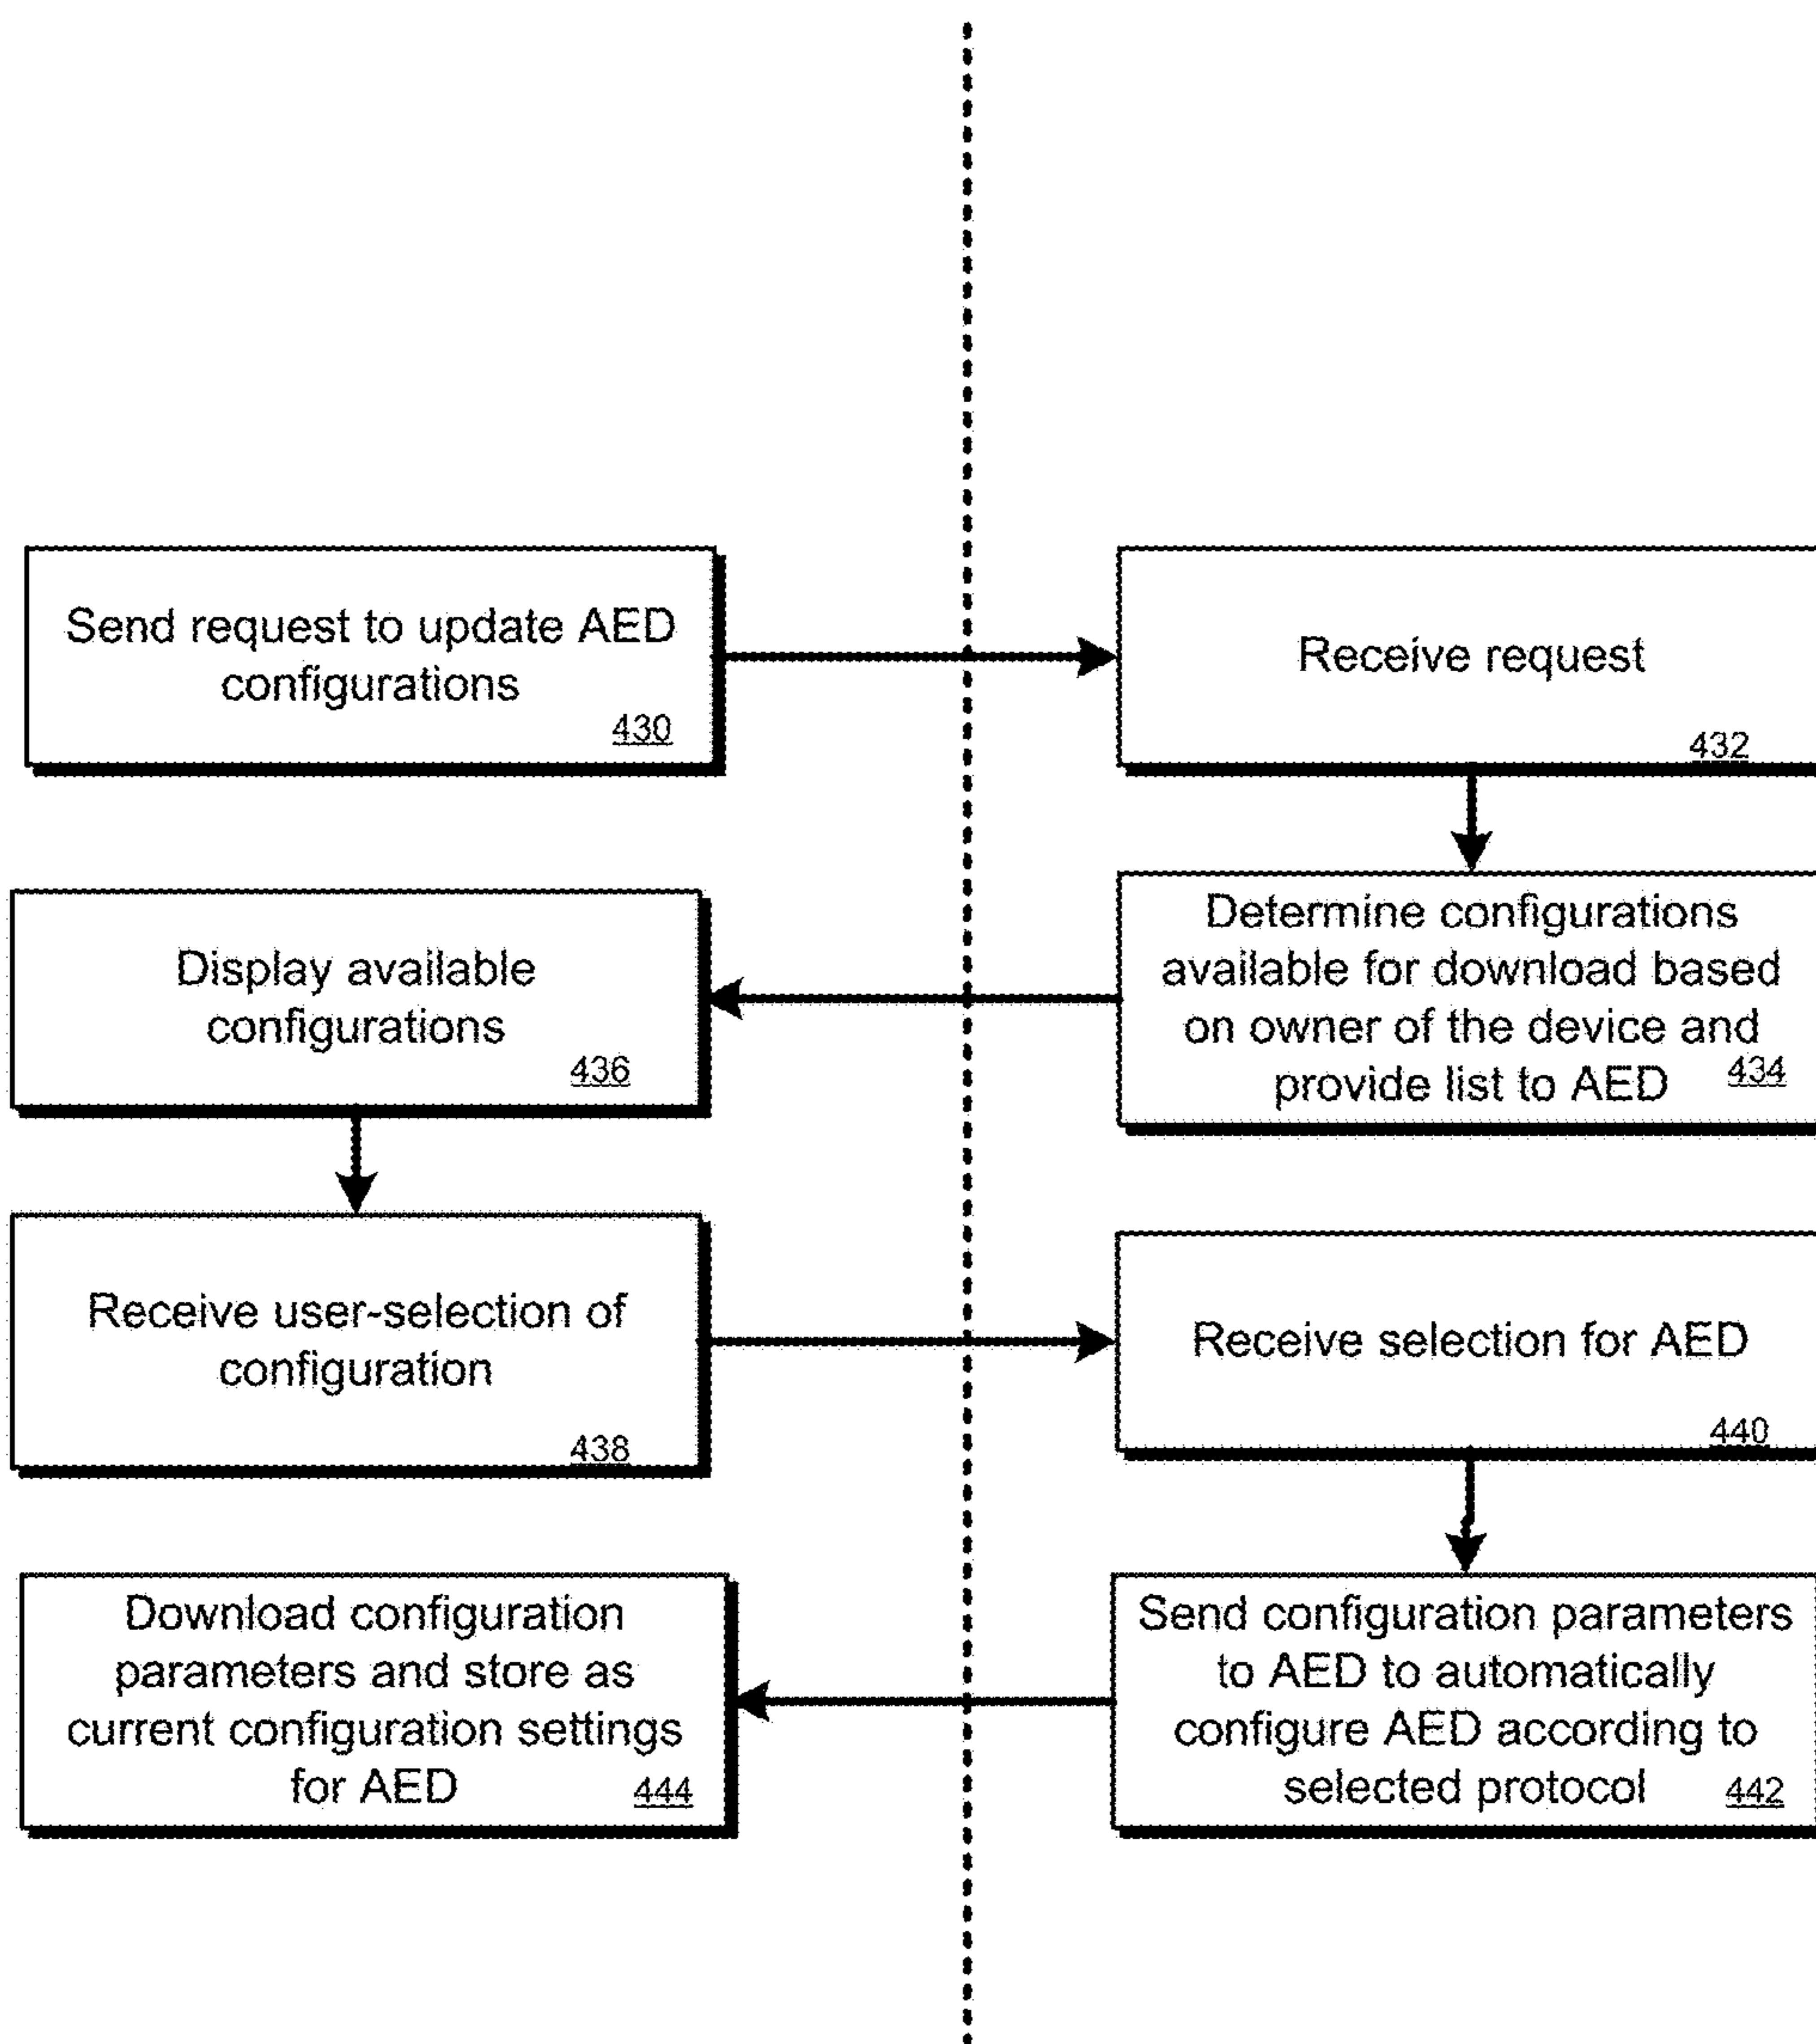 Send request to update AED
configurations
430
Receive request
432
Determine configurations
available for download based
on owner of the device and
provide list to AED
434
Display available
configurations
436
Receive user-selection of
configuration
438
Receive selection for AED
440
Send configuration parameters
to AED to automatically
configure AED according to
selected protocol
442
Download configuration
parameters and store as
current configuration settings
for AED
444